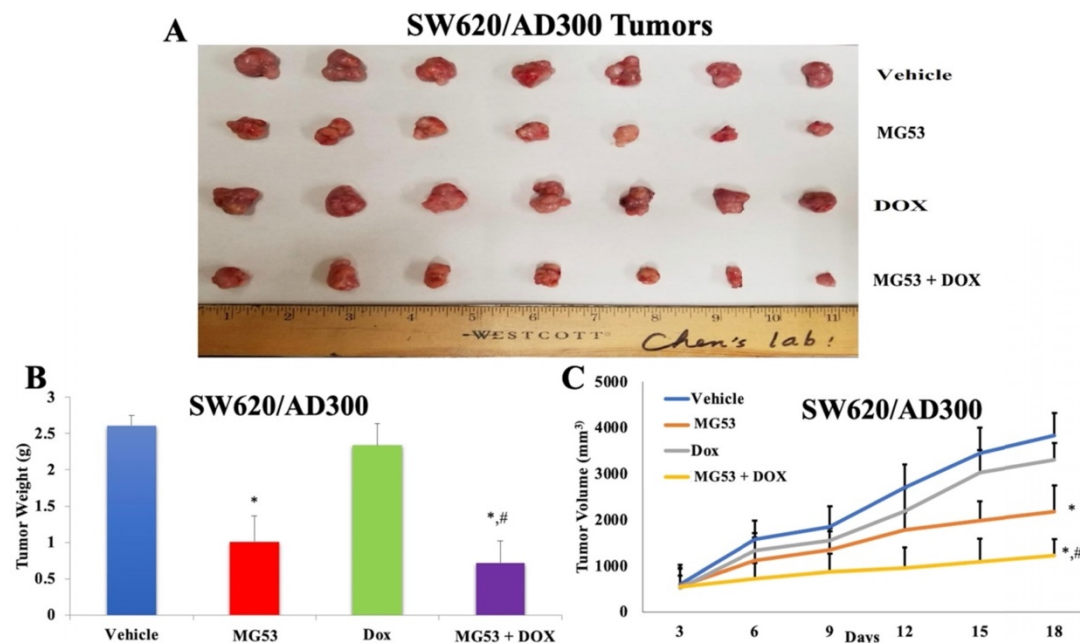 A
SW620/AD300 Tumors
Vehicle
MG53
DOX
MG53 + DOX
1 2 3 4 5 6 7 8 9 10 11
WESTCOTT
Chen's lab!
B
SW620/AD300
Tumor Weight (g)
3
2.5
2
1.5
1
0.5
0
*
*,#
Vehicle MG53 Dox MG53 + DOX
C
SW620/AD300
Tumor Volume (mm³)
5000
4000
3000
2000
1000
0
Vehicle
MG53
Dox
MG53 + DOX
*
*,#
3 6 9 12 15 18
Days